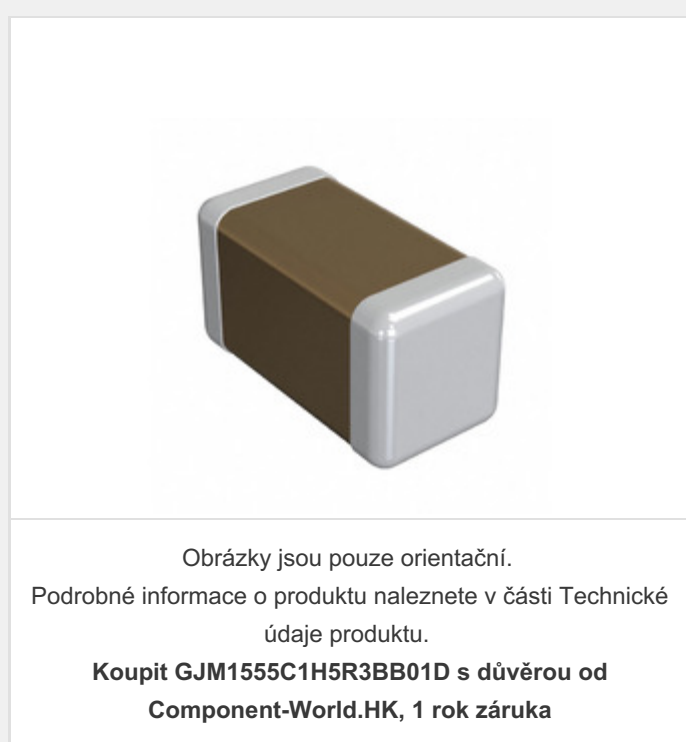 Obrázky jsou pouze orientační.
Podrobné informace o produktu naleznete v části Technické
údaje produktu.
Koupit GJM1555C1H5R3BB01D s důvěrou od
Component-World.HK, 1 rok záruka